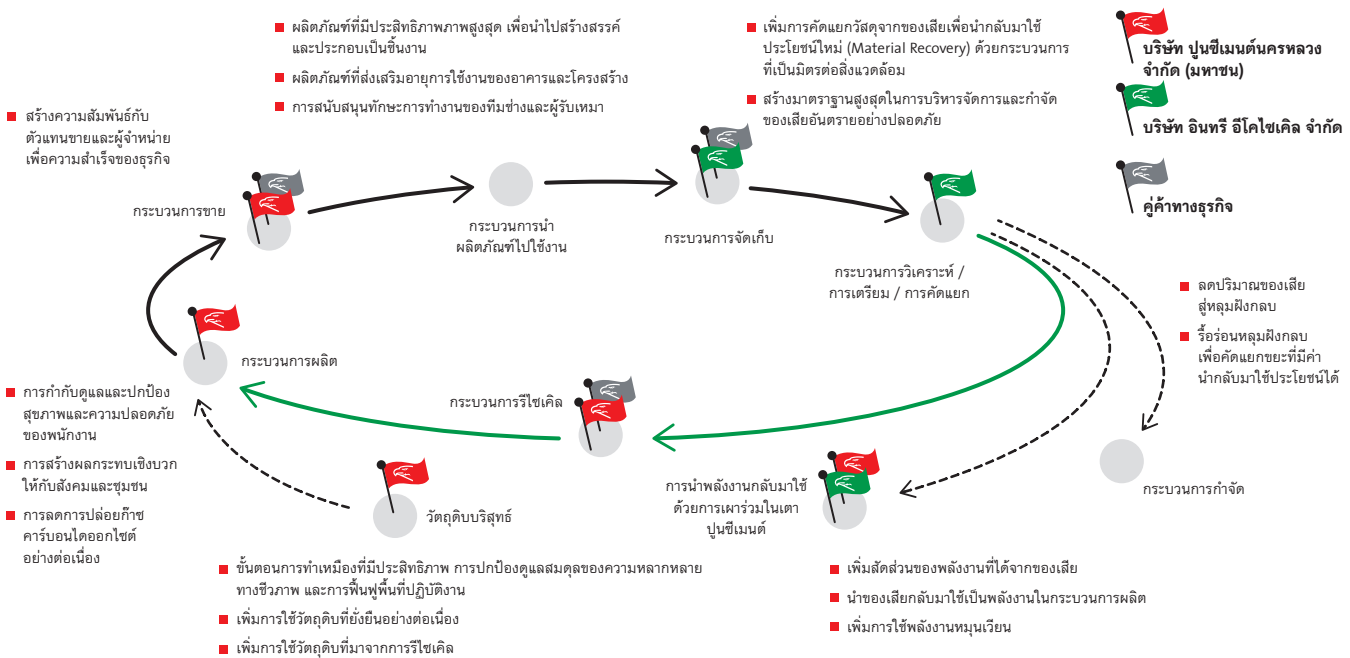 ผลิตภัณฑ์ที่มีประสิทธิภาพภาพสูงสุด เพื่อนำไปสร้างสรรค์
และประกอบเป็นชิ้นงาน
ผลิตภัณฑ์ที่ส่งเสริมอายุการใช้งานของอาคารและโครงสร้าง
การสนับสนุนทักษะการทำงานของทีมช่างและผู้รับเหมา
เพิ่มการคัดแยกวัสดุจากของเสียเพื่อนำกลับมาใช้
ประโยชน์ใหม่ (Material Recovery) ด้วยกระบวนการ
ที่เป็นมิตรต่อสิ่งแวดล้อม
สร้างมาตราฐานสูงสุดในการบริหารจัดการและกำจัด
ของเสียอันตรายอย่างปลอดภัย
บริษัท ปูนซีเมนต์นครหลวง
จำกัด (มหาชน)
บริษัท อินทรี อีโคไซเคิล จำกัด
คู่ค้าทางธุรกิจ
สร้างความสัมพันธ์กับ
ตัวแทนขายและผู้จำหน่าย
เพื่อความสำเร็จของธุรกิจ
กระบวนการขาย
กระบวนการนำ
ผลิตภัณฑ์ไปใช้งาน
กระบวนการจัดเก็บ
กระบวนการวิเคราะห์ /
การเตรียม / การคัดแยก
ลดปริมาณของเสีย
สู่หลุมฝังกลบ
รื้อร่อนหลุมฝังกลบ
เพื่อคัดแยกขยะที่มีค่า
นำกลับมาใช้ประโยชน์ได้
กระบวนการผลิต
การกำกับดูแลและปกป้อง
สุขภาพและความปลอดภัย
ของพนักงาน
การสร้างผลกระทบเชิงบวก
ให้กับสังคมและชุมชน
การลดการปล่อยก๊าซ
คาร์บอนไดออกไซต์
อย่างต่อเนื่อง
กระบวนการรีไซเคิล
วัตถุดิบบริสุทธ์
การนำพลังงานกลับมาใช้
ด้วยการเผาร่วมในเตา
ปูนซีเมนต์
กระบวนการกำจัด
ขั้นตอนการทำเหมืองที่มีประสิทธิภาพ การปกป้องดูแลสมดุลของความหลากหลาย
ทางชีวภาพ และการฟื้นฟูพื้นที่ปฏิบัติงาน
เพิ่มการใช้วัตถุดิบที่ยั่งยืนอย่างต่อเนื่อง
เพิ่มการใช้วัตถุดิบที่มาจากการรีไซเคิล
เพิ่มสัดส่วนของพลังงานที่ได้จากของเสีย
นำของเสียกลับมาใช้เป็นพลังงานในกระบวนการผลิต
เพิ่มการใช้พลังงานหมุนเวียน